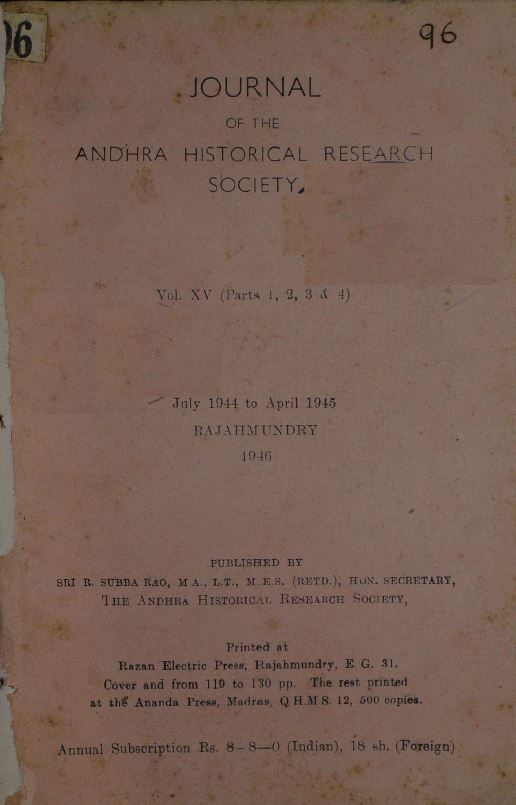 96
96
JOURNAL
OF THE
ANDHRA HISTORICAL RESEARCH
SOCIETY.
Vol. XV (Parts 1, 2, 3 & 4)
July 1944 to April 1945
RAJAHMUNDRY
1946
PUBLISHED BY
SRI R. SUBBA RAO, M A., L.T., M.E.S. (RETD.), HON. SECRETARY,
THE ANDHRA HISTORICAL RESEARCH SOCIETY,
Printed at
Razan Electric Press, Rajahmundry, E. G. 31.
Cover and from 119 to 130 pp. The rest printed
at the Ananda Press, Madras, Q H.M S. 12, 500 copies.
Annual Subscription Rs. 8-8-0 (Indian), 18 sh. (Foreign)